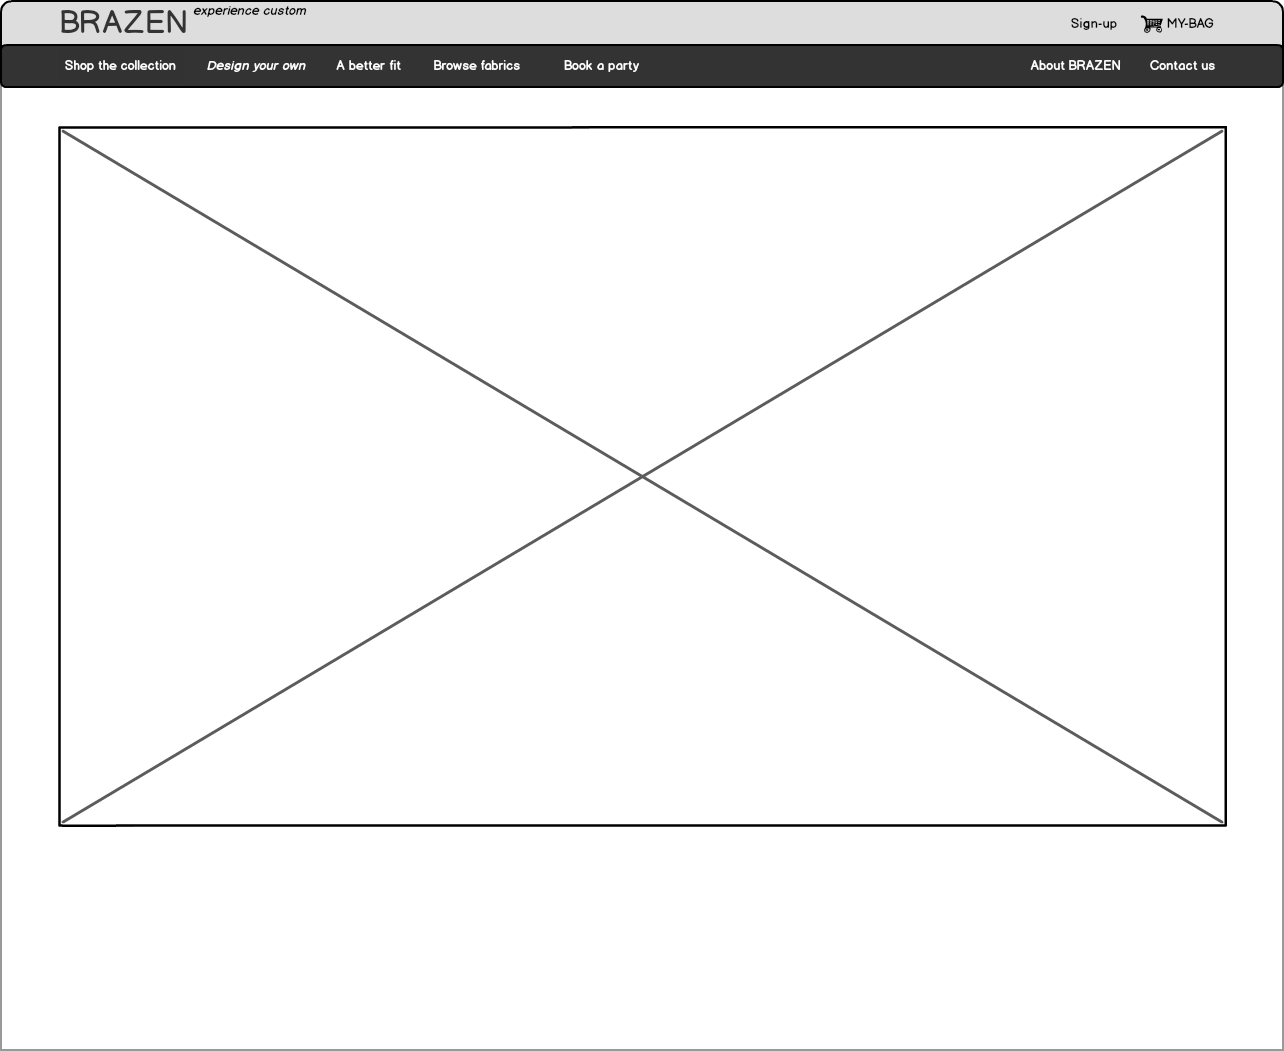 BRAZEN experience custom
Sign-up MY-BAG
Shop the collection Design your own A better fit Browse fabrics Book a party About BRAZEN Contact us